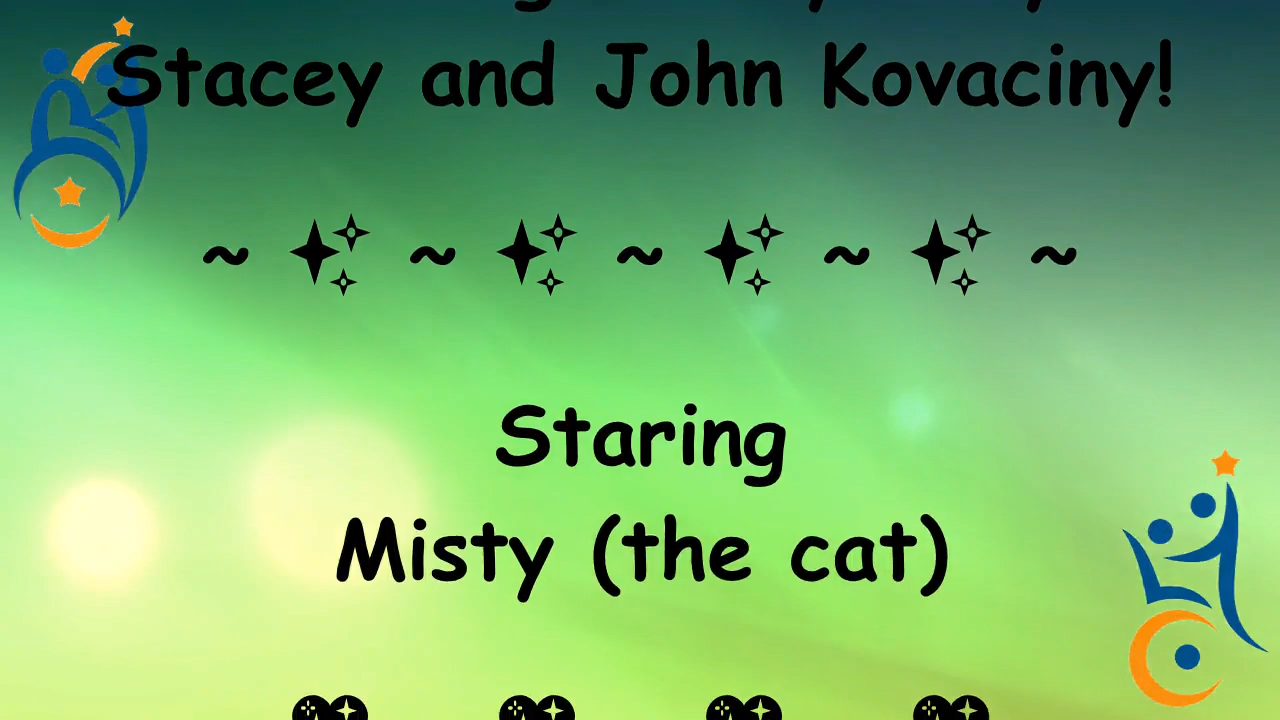 Stacey and John Kovaciny!
~ ✨ ~ ✨ ~ ✨ ~ ✨ ~
Staring
Misty (the cat)